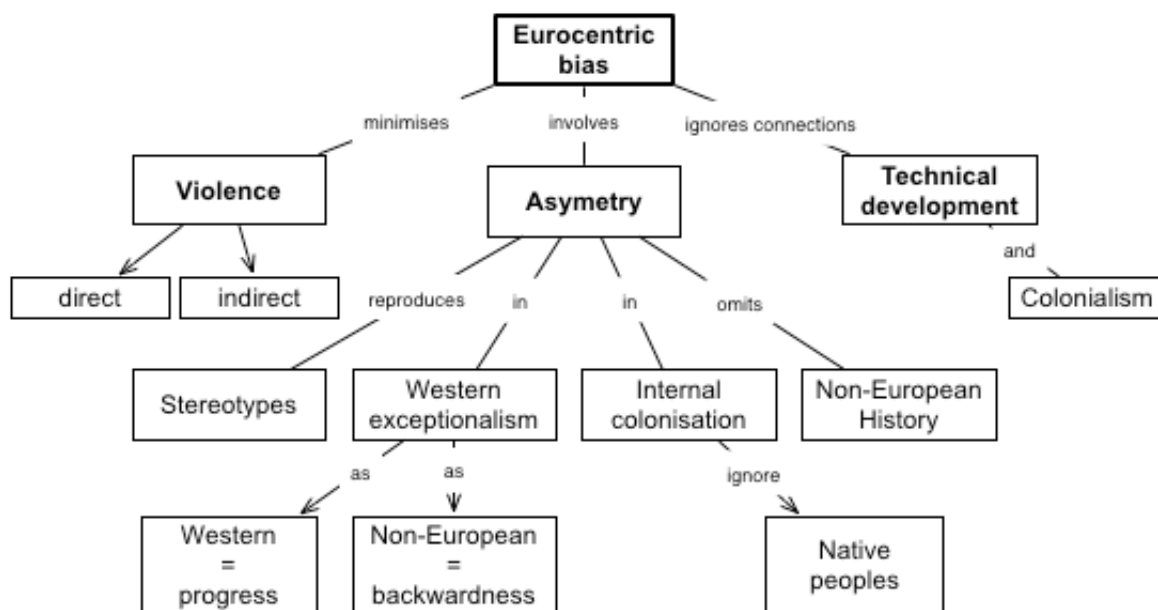 Eurocentric
bias
minimises
involves
ignores connections
Violence
Asymetry
Technical
development
and
direct
indirect
reproduces
in
in
omits
Colonialism
Stereotypes
Western
exceptionalism
Internal
colonisation
Non-European
History
as
as
ignore
Western
=
progress
Non-European
=
backwardness
Native
peoples